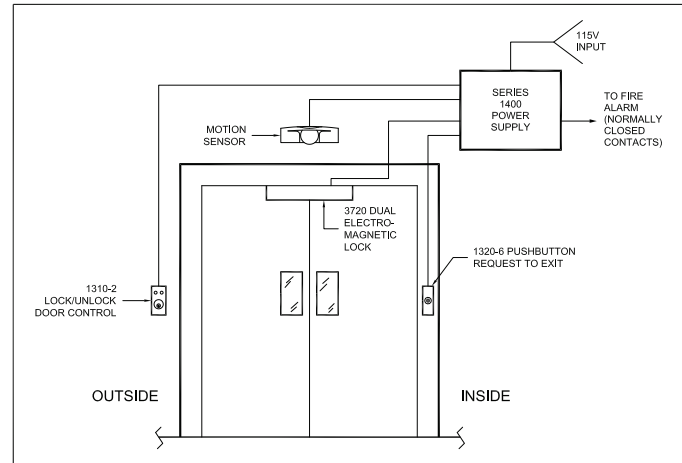 115V
INPUT
SERIES
1400
POWER
SUPPLY
TO FIRE
ALARM
(NORMALLY
CLOSED
CONTACTS)
MOTION
SENSOR
3720 DUAL
ELECTRO-
MAGNETIC
LOCK
1320-6 PUSHBUTTON
REQUEST TO EXIT
1310-2
LOCK/UNLOCK
DOOR CONTROL
OUTSIDE
INSIDE